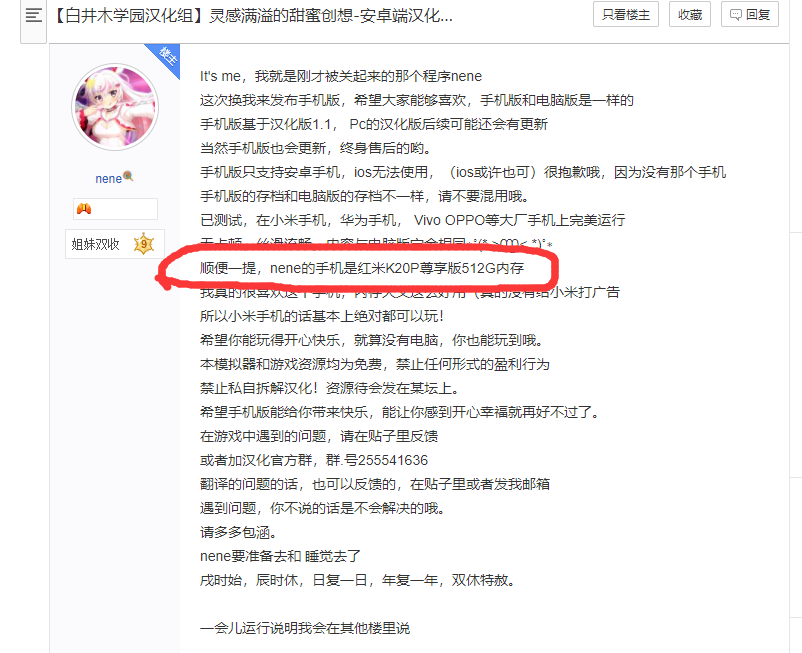 【白井木学园汉化组】灵感满溢的甜蜜创想-安卓端汉化...
只看楼主
收藏
回复
楼主
nene
姐妹双收 9
It's me，我就是刚才被关起来的那个程序nene
这次换我来发布手机版，希望大家能够喜欢，手机版和电脑版是一样的
手机版基于汉化版1.1， Pc的汉化版后续可能还会有更新
当然手机版也会更新，终身售后的哟。
手机版只支持安卓手机，ios无法使用，（ios或许也可）很抱歉哦，因为没有那个手机
手机版的存档和电脑版的存档不一样，请不要混用哦。
已测试，在小米手机，华为手机， Vivo OPPO等大厂手机上完美运行
无卡顿，丝滑流畅，内容与电脑版完全相同
顺便一提，nene的手机是红米K20P尊享版512G内存
我真的很喜欢这个手机，内存大又这么好用（真的没有给小米打广告
所以小米手机的话基本上绝对都可以玩！
希望你能玩得开心快乐，就算没有电脑，你也能玩到哦。
本模拟器和游戏资源均为免费，禁止任何形式的盈利行为
禁止私自拆解汉化！资源待会发在某坛上。
希望手机版能给你带来快乐，能让你感到开心幸福就再好不过了。
在游戏中遇到的问题，请在贴子里反馈
或者加汉化官方群，群.号255541636
翻译的问题的话，也可以反馈的，在贴子里或者发我邮箱
遇到问题，你不说的话是不会解决的哦。
请多多包涵。
nene要准备去和 睡觉去了
戌时始，辰时休，日复一日，年复一年，双休特赦。
一会儿运行说明我会在其他楼里说